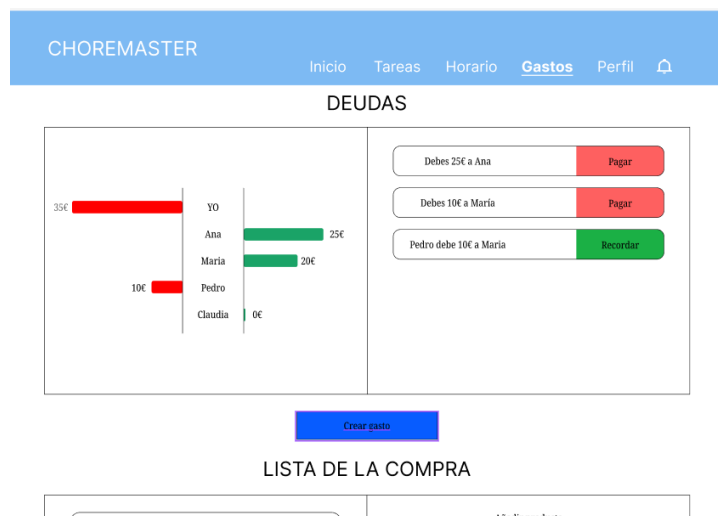 CHOREMASTER
Inicio Tareas Horario Gastos Perfil
DEUDAS
35€ YO
Ana 25€
Maria 20€
10€ Pedro
Claudia 0€
Debes 25€ a Ana Pagar
Debes 10€ a María Pagar
Pedro debe 10€ a Maria Recordar
Crear gasto
LISTA DE LA COMPRA